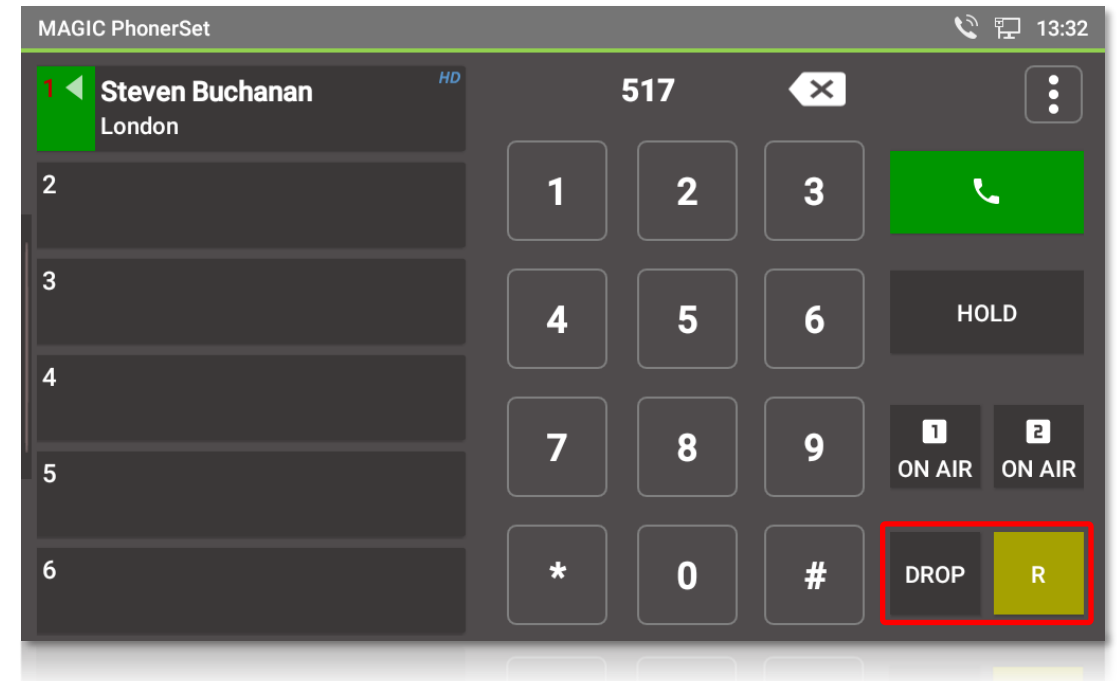 MAGIC PhonerSet
13:32
1 Steven Buchanan HD
London
2
3
4
5
6
517
1 2 3
4 5 6
HOLD
7 8 9
1 2
ON AIR ON AIR
* 0 #
DROP R